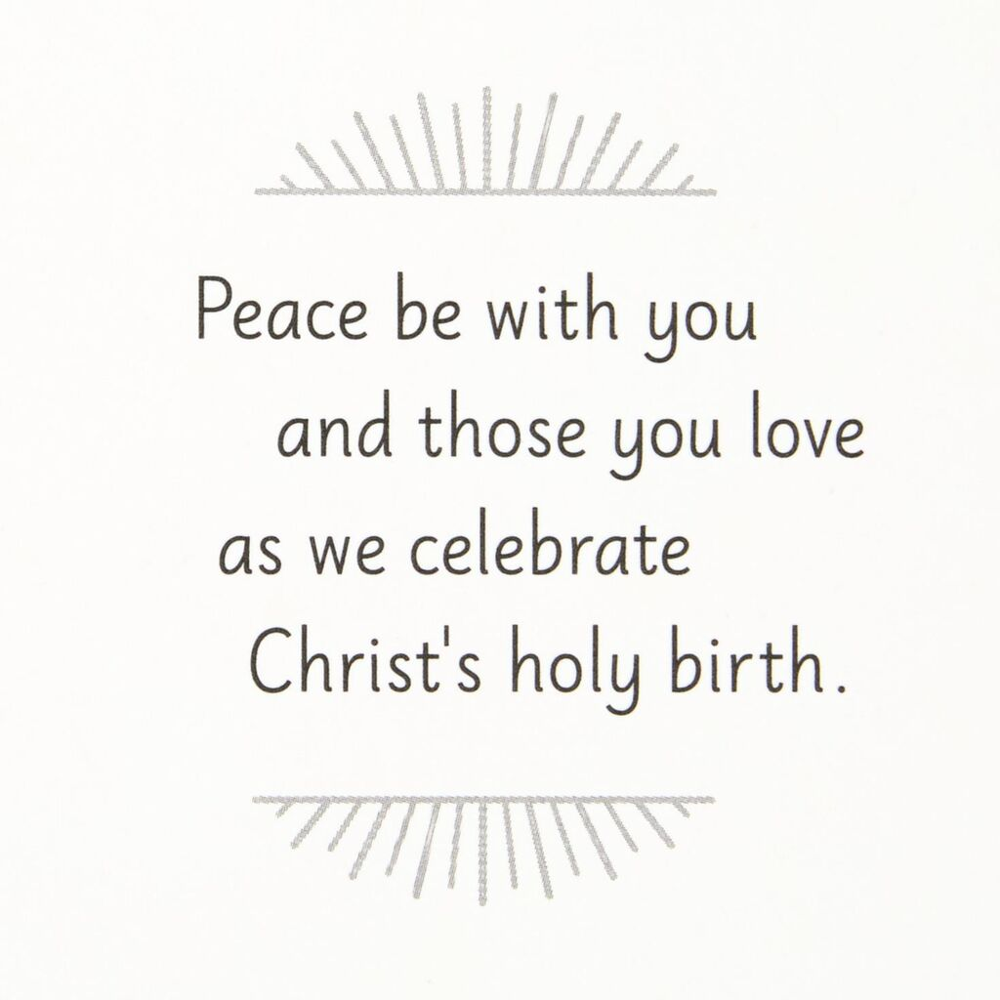 Peace be with you
and those you love
as we celebrate
Christ's holy birth.